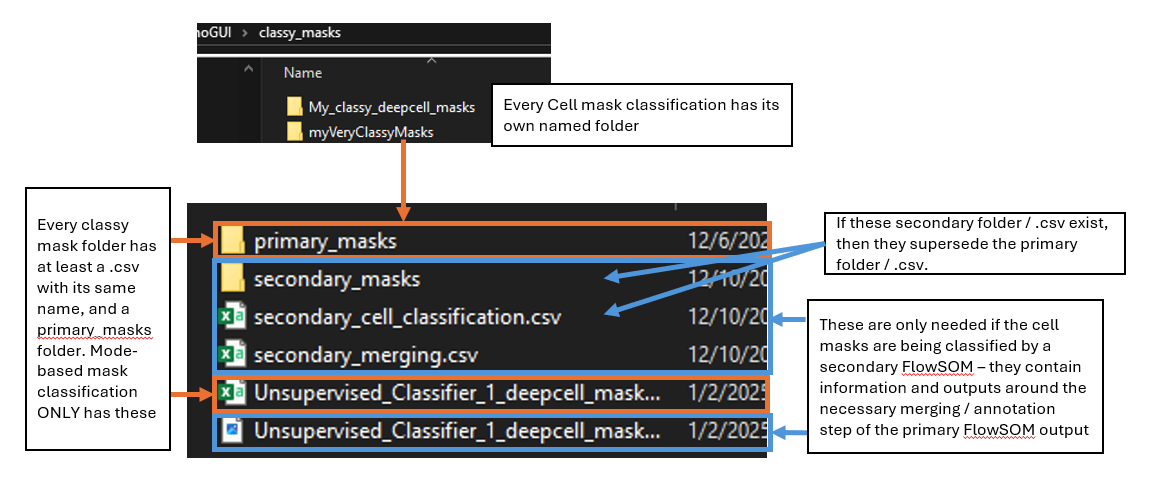 noGUI > classy_masks
Name
My_classy_deepcell_masks
myVeryClassyMasks
Every Cell mask classification has its
own named folder
Every classy
mask folder has
at least a .csv
with its same
name, and a
primary_masks
folder. Mode-
based mask
classification
ONLY has these
primary_masks 12/6/202
secondary_masks 12/10/20
secondary_cell_classification.csv 12/10/20
secondary_merging.csv 12/10/20
Unsupervised_Classifier_1_deepcell_mask... 1/2/2025
Unsupervised_Classifier_1_deepcell_mask... 1/2/2025
If these secondary folder / .csv exist,
then they supersede the primary
folder / .csv.
These are only needed if the cell
masks are being classified by a
secondary FlowSOM – they contain
information and outputs around the
necessary merging / annotation
step of the primary FlowSOM output